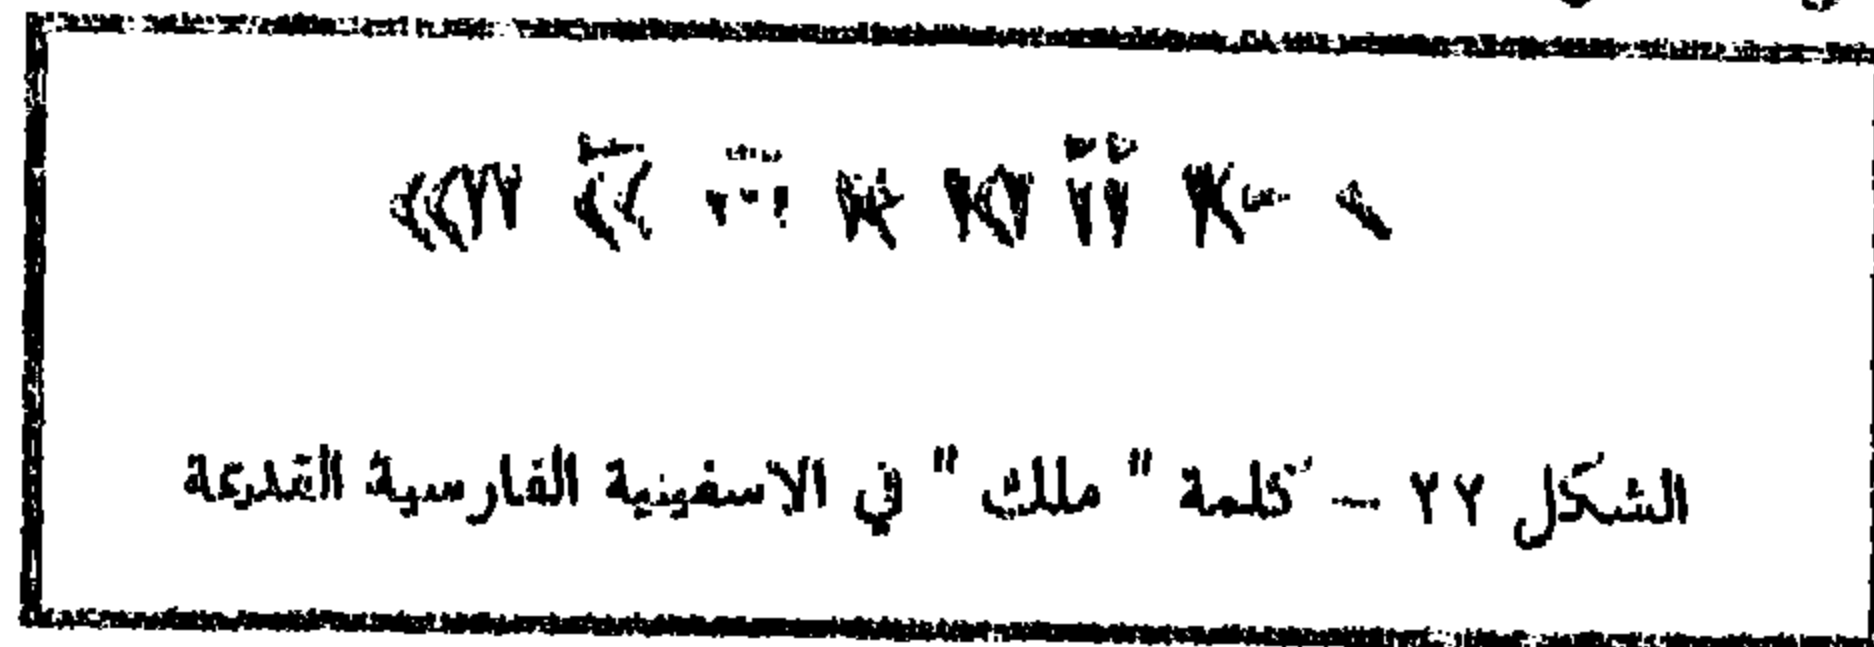 𐎧 𐏁 𐎠 𐎹 𐎰 𐎡 𐎹 𐏐
الشكل ٢٢ — كلمة " ملك " في الاسفينية الفارسية القديمة